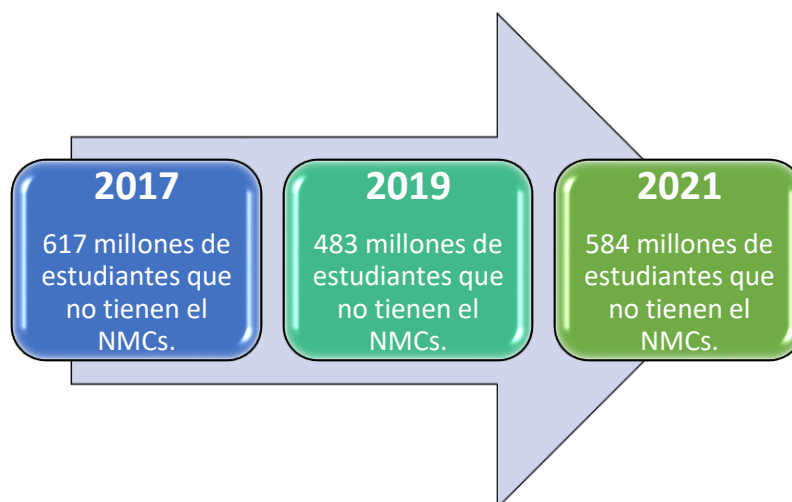 2017
617 millones de
estudiantes que
no tienen el
NMCs.
2019
483 millones de
estudiantes que
no tienen el
NMCs.
2021
584 millones de
estudiantes que
no tienen el
NMCs.